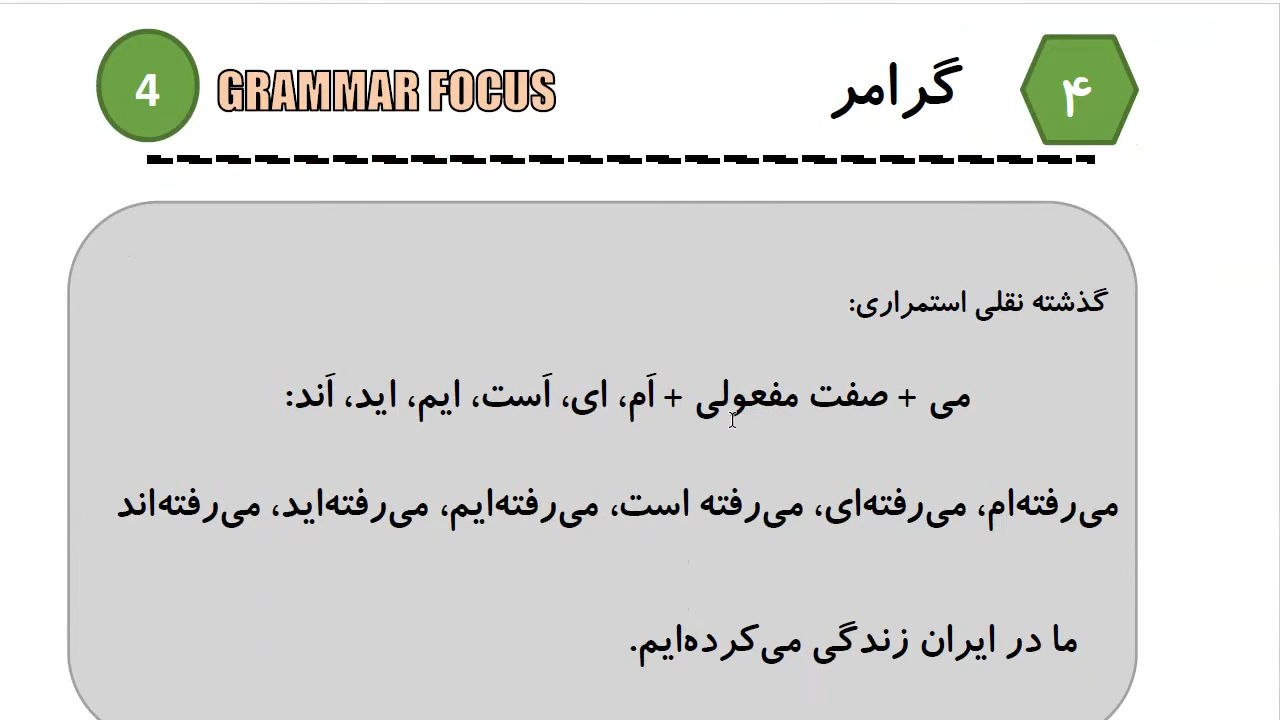 4 GRAMMAR FOCUS گرامر ۴
گذشته نقلی استمراری:
می + صفت مفعولی + اَم، ای، اَست، ایم، اید، اَند:
می‌رفته‌ام، می‌رفته‌ای، می‌رفته است، می‌رفته‌ایم، می‌رفته‌اید، می‌رفته‌اند
ما در ایران زندگی می‌کرده‌ایم.